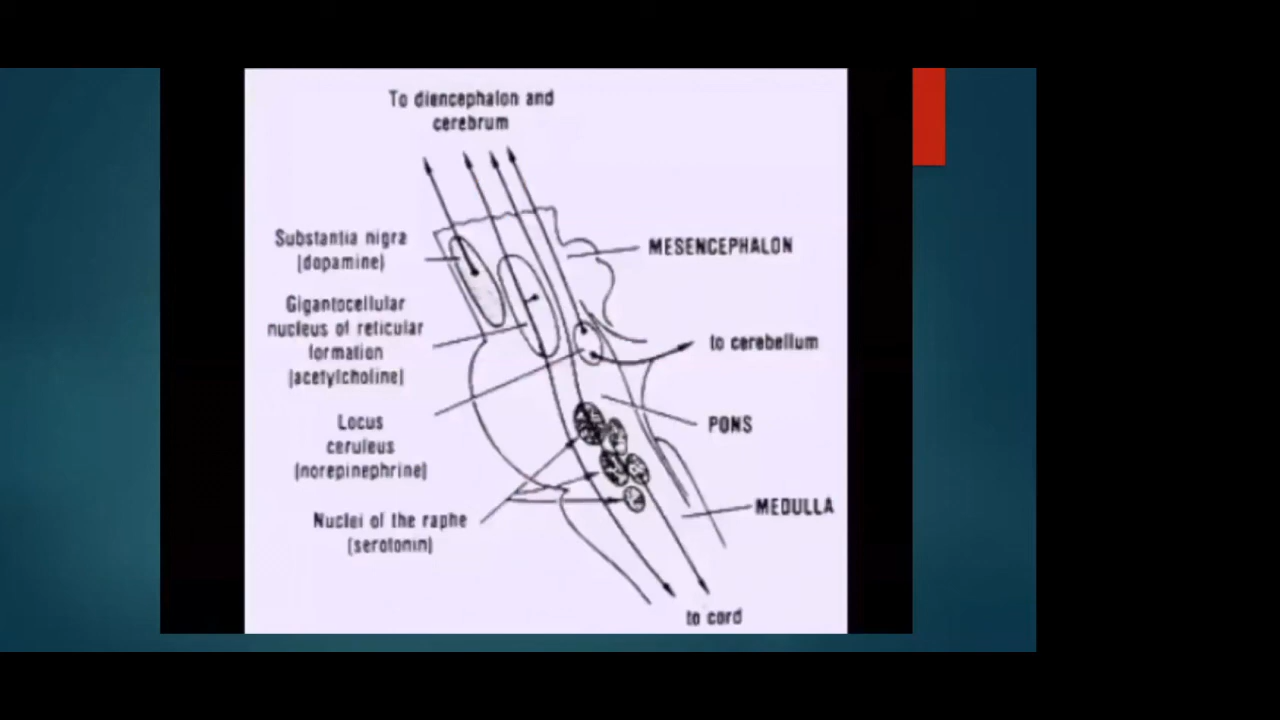 To diencephalon and
cerebrum
Substantia nigra
(dopamine)
MESENCEPHALON
Gigantocellular
nucleus of reticular
formation
(acetylcholine)
to cerebellum
Locus
ceruleus
(norepinephrine)
PONS
Nuclei of the raphe
(serotonin)
MEDULLA
to cord